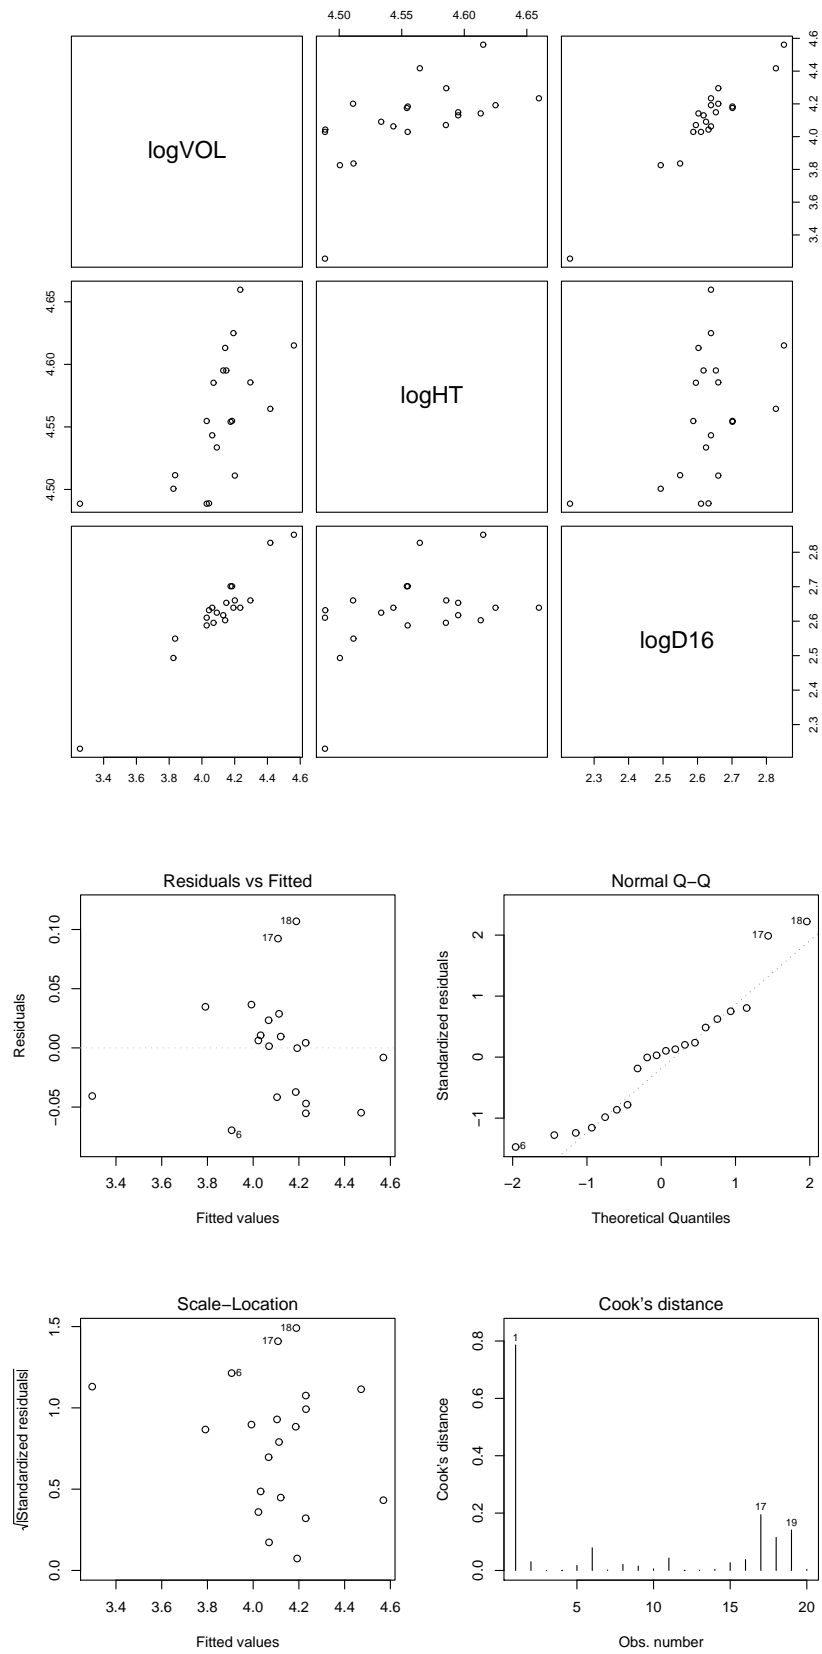 4.50 4.55 4.60 4.65
logVOL
3.4 3.6 3.8 4.0 4.2 4.4 4.6
4.50 4.55 4.60 4.65
logHT
logD16
2.3 2.4 2.5 2.6 2.7 2.8
3.4 3.6 3.8 4.0 4.2 4.4 4.6
2.3 2.4 2.5 2.6 2.7 2.8
Residuals vs Fitted
Residuals
−0.05 0.00 0.05 0.10
18
17
6
3.4 3.6 3.8 4.0 4.2 4.4 4.6
Fitted values
Normal Q−Q
Standardized residuals
−1 0 1 2
18
17
6
−2 −1 0 1 2
Theoretical Quantiles
Scale−Location
√|Standardized residuals|
0.0 0.5 1.0 1.5
18
17
6
3.4 3.6 3.8 4.0 4.2 4.4 4.6
Fitted values
Cook's distance
Cook's distance
0.0 0.2 0.4 0.6 0.8
1
17
19
5 10 15 20
Obs. number